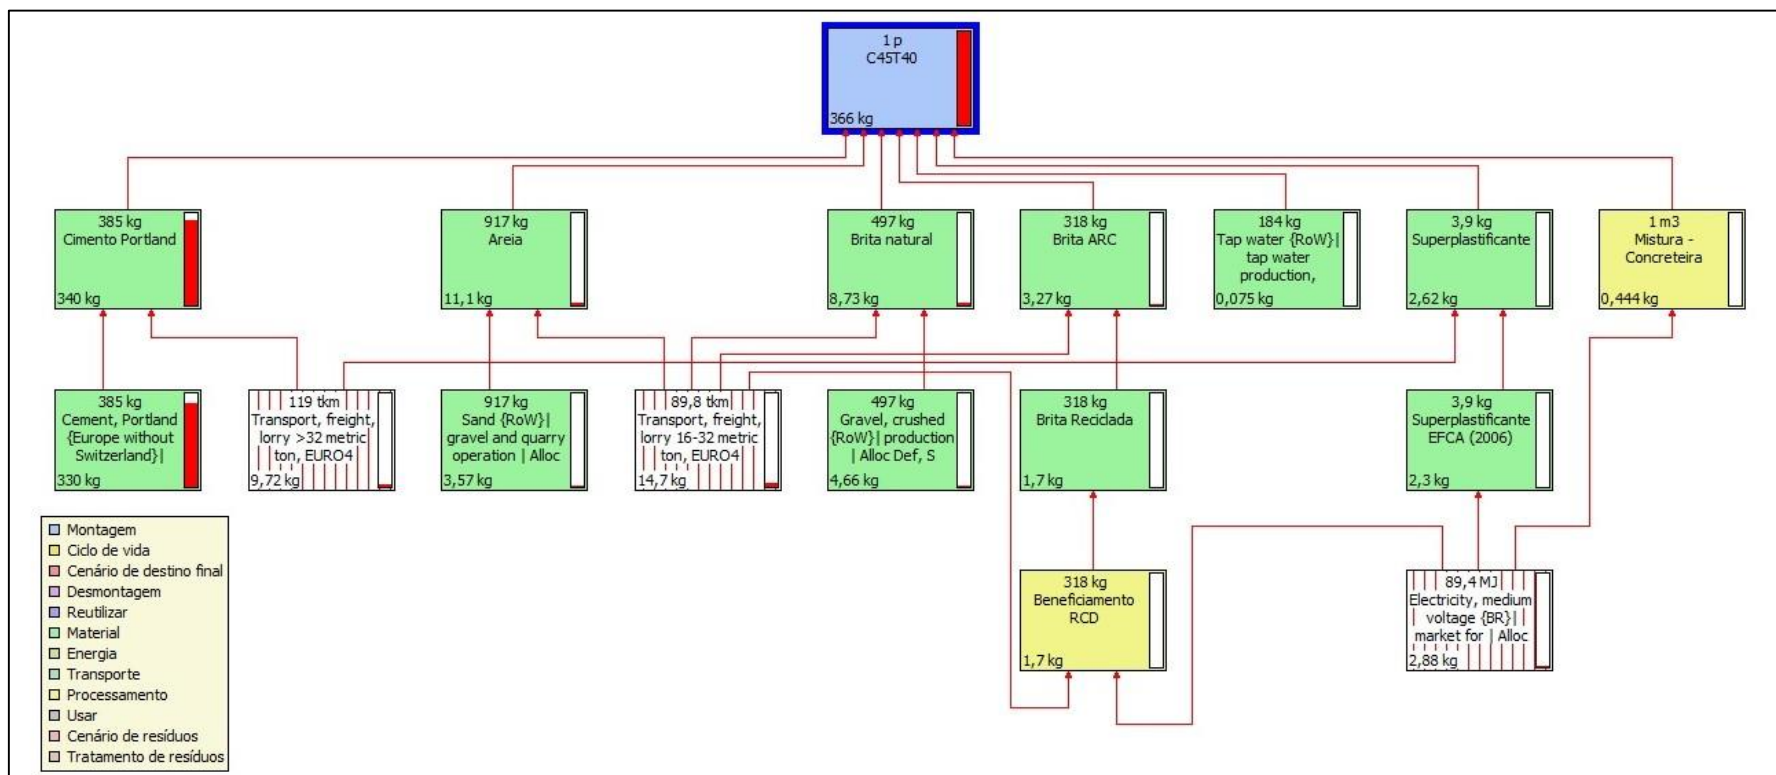 1 p
C45T40
366 kg
385 kg
Cimento Portland
340 kg
917 kg
Areia
11,1 kg
497 kg
Brita natural
8,73 kg
318 kg
Brita ARC
3,27 kg
184 kg
Tap water {RoW}|
tap water
production,
0,075 kg
3,9 kg
Superplastificante
2,62 kg
1 m3
Mistura -
Concreteira
0,444 kg
385 kg
Cement, Portland
{Europe without
Switzerland}|
330 kg
119 tkm
Transport, freight,
lorry >32 metric
ton, EURO4
9,72 kg
917 kg
Sand {RoW}|
gravel and quarry
operation | Alloc
3,57 kg
89,8 tkm
Transport, freight,
lorry 16-32 metric
ton, EURO4
14,7 kg
497 kg
Gravel, crushed
{RoW}| production
| Alloc Def, S
4,66 kg
318 kg
Brita Reciclada
1,7 kg
3,9 kg
Superplastificante
EFCA (2006)
2,3 kg
318 kg
Beneficiamento
RCD
1,7 kg
89,4 MJ
Electricity, medium
voltage {BR}|
market for | Alloc
2,88 kg
Montagem
Ciclo de vida
Cenário de destino final
Desmontagem
Reutilizar
Material
Energia
Transporte
Processamento
Usar
Cenário de resíduos
Tratamento de resíduos